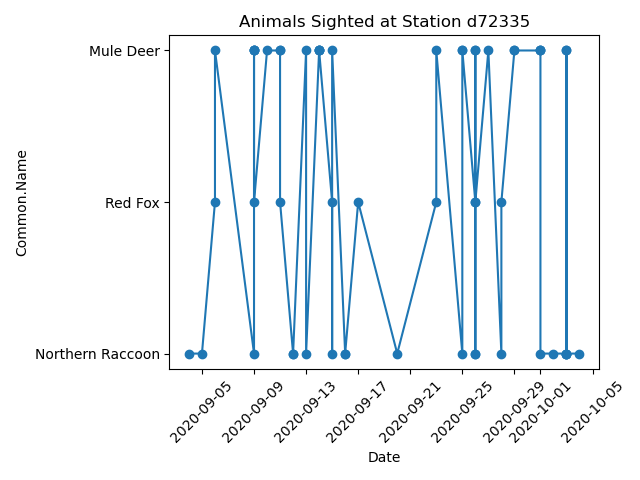 Animals Sighted at Station d72335
Common.Name
Mule Deer
Red Fox
Northern Raccoon
2020-09-05
2020-09-09
2020-09-13
2020-09-17
2020-09-21
2020-09-25
2020-09-29
2020-10-01
2020-10-05
Date